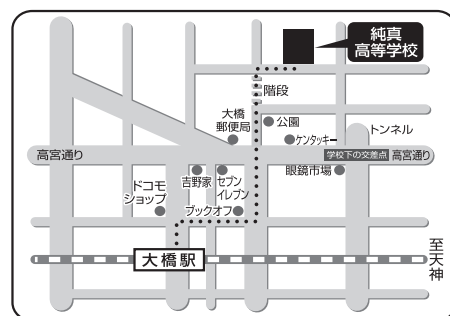 純真
高等学校
階段
大橋
郵便局
公園
ケンタッキー
トンネル
高宮通り
学校下の交差点
高宮通り
吉野家
セブン
イレブン
眼鏡市場
ドコモ
ショップ
ブックオフ
大橋駅
至天神